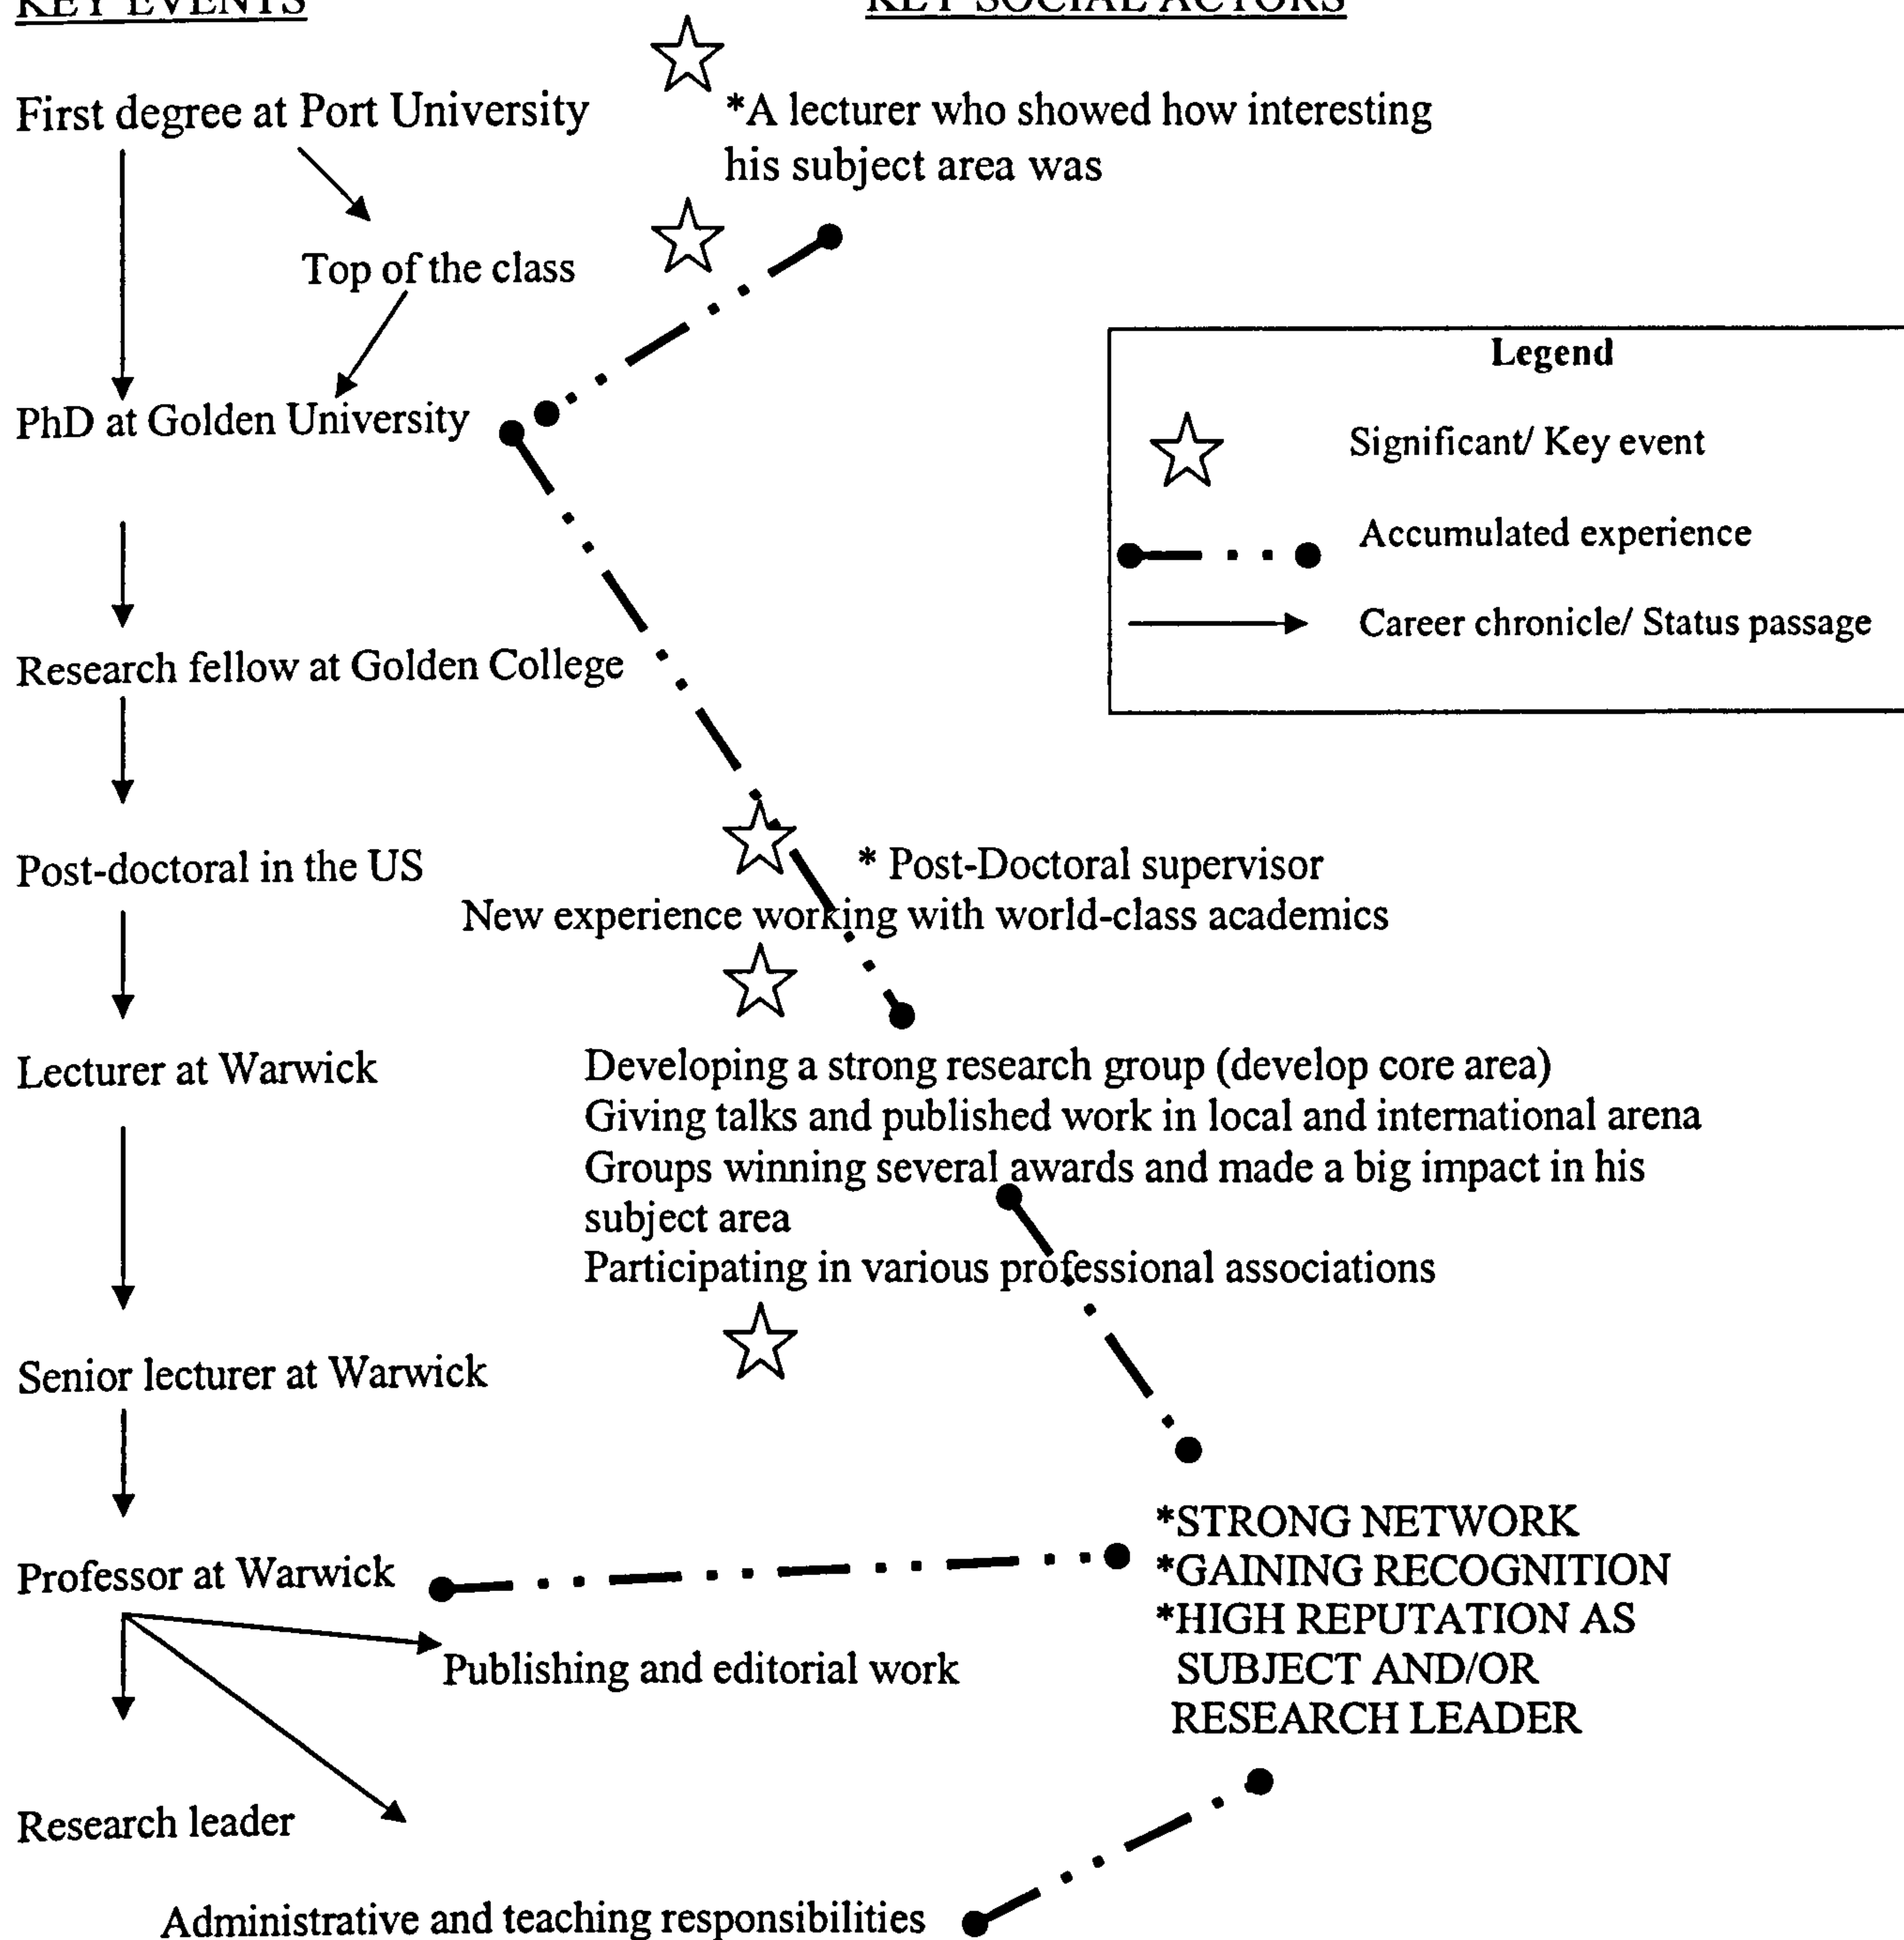 KEY EVENTS
KEY SOCIAL ACTORS
First degree at Port University
*A lecturer who showed how interesting
his subject area was
Top of the class
PhD at Golden University
Legend
Significant/ Key event
Accumulated experience
Career chronicle/ Status passage
Research fellow at Golden College
Post-doctoral in the US
* Post-Doctoral supervisor
New experience working with world-class academics
Lecturer at Warwick
Developing a strong research group (develop core area)
Giving talks and published work in local and international arena
Groups winning several awards and made a big impact in his
subject area
Participating in various professional associations
Senior lecturer at Warwick
Professor at Warwick
*STRONG NETWORK
*GAINING RECOGNITION
*HIGH REPUTATION AS
SUBJECT AND/OR
RESEARCH LEADER
Publishing and editorial work
Research leader
Administrative and teaching responsibilities